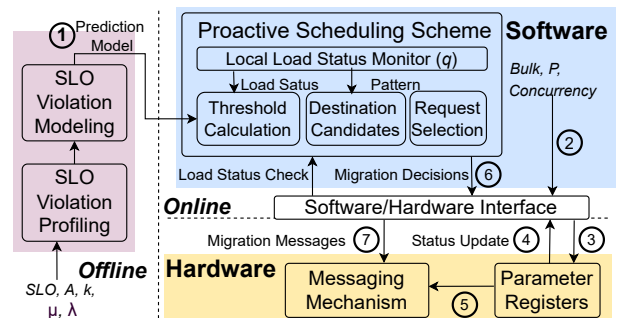 1 Prediction
Model
SLO
Violation
Modeling
SLO
Violation
Profiling
SLO, A, k,
μ, λ
Offline
Online
Proactive Scheduling Scheme
Software
Local Load Status Monitor (q)
Load Satus
Pattern
Threshold
Calculation
Destination
Candidates
Request
Selection
Bulk, P,
Concurrency
2
Load Status Check
Migration Decisions 6
Software/Hardware Interface
Migration Messages 7
Status Update 4
3
Hardware
Messaging
Mechanism
5
Parameter
Registers